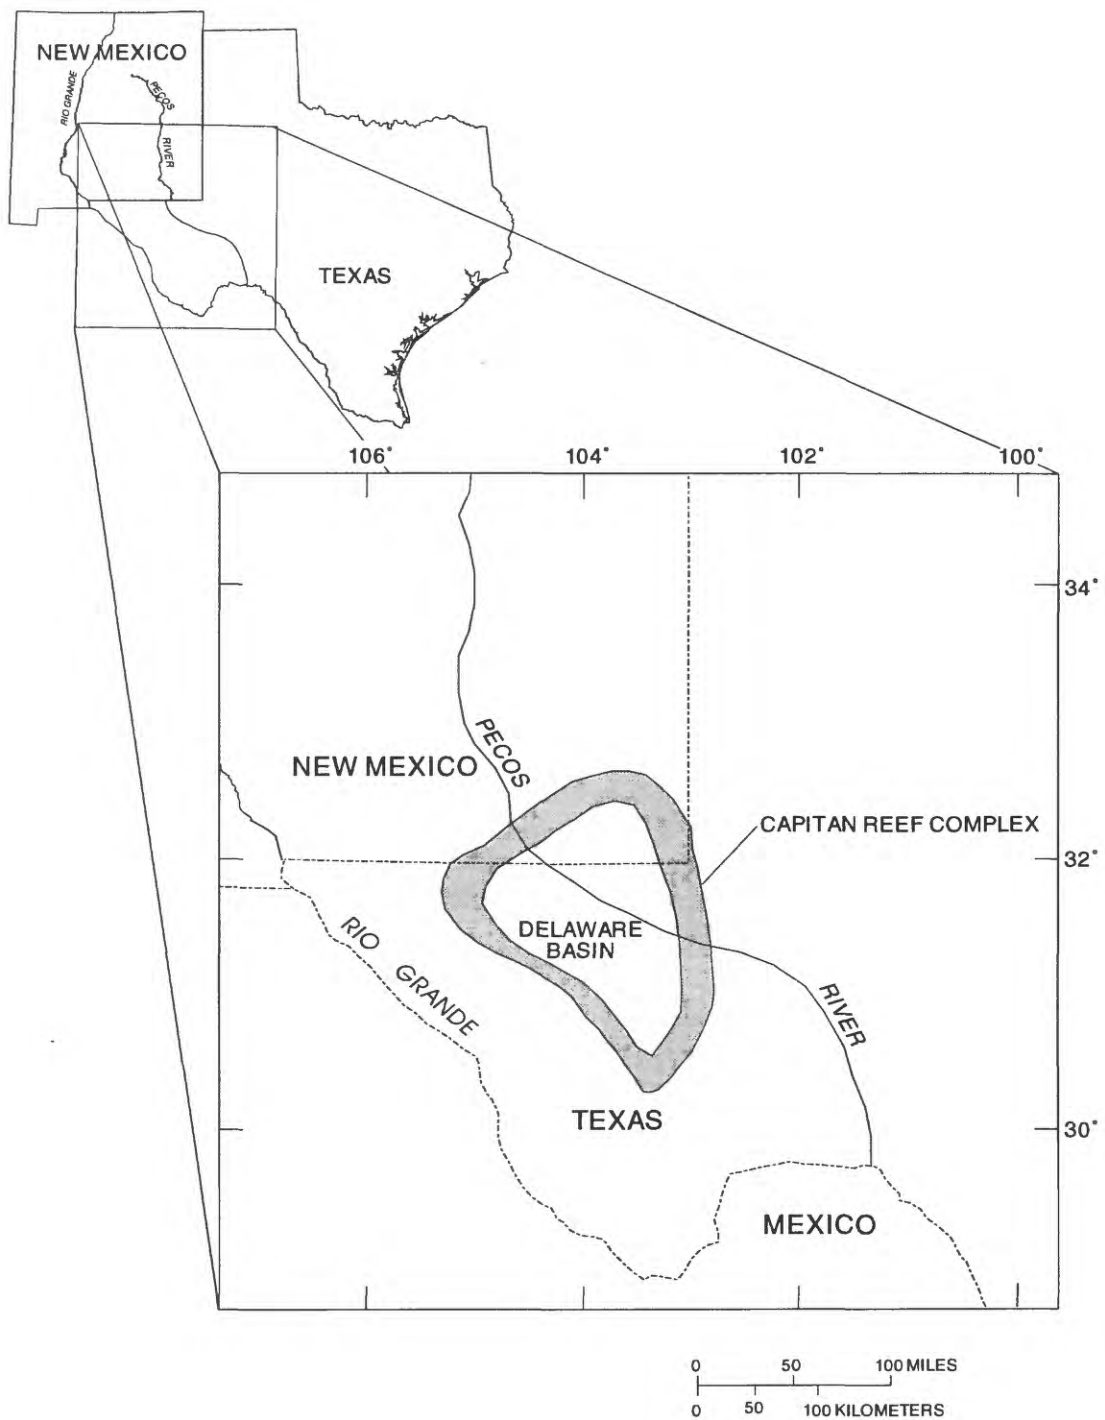 NEW MEXICO
RIO GRANDE
PECOS
RIVER
TEXAS
106°
104°
102°
100°
34°
NEW MEXICO
PECOS
CAPITAN REEF COMPLEX
32°
DELAWARE
BASIN
RIO GRANDE
RIVER
TEXAS
30°
MEXICO
0 50 100 MILES
0 50 100 KILOMETERS